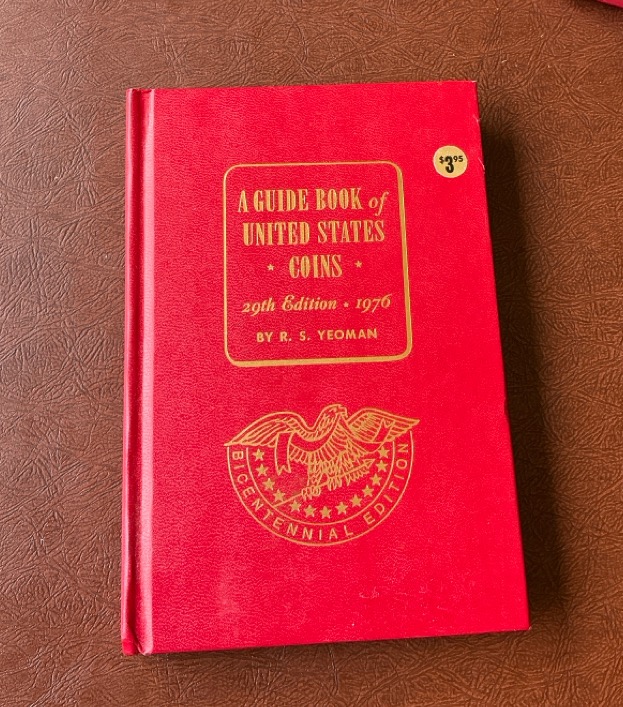 $3.95
A GUIDE BOOK of
UNITED STATES
COINS
29th Edition • 1976
BY R. S. YEOMAN
BICENTENNIAL EDITION